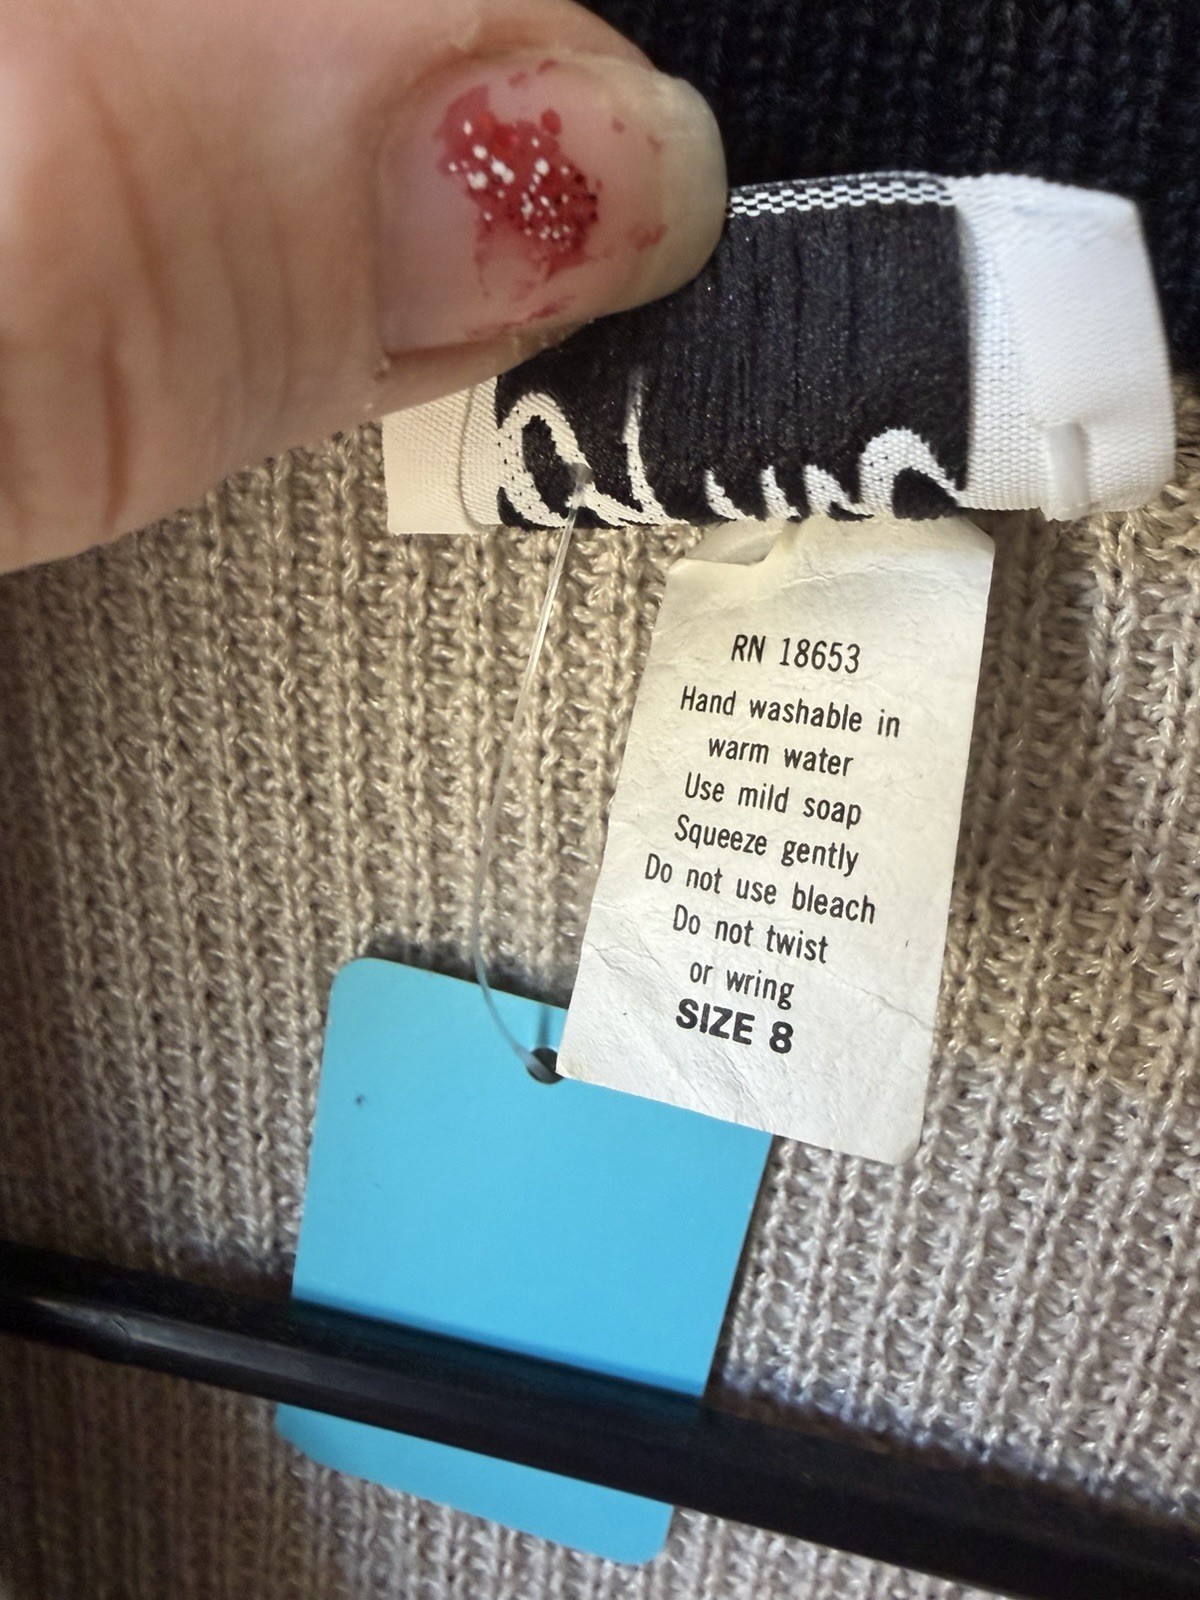 RN 18653
Hand washable in
warm water
Use mild soap
Squeeze gently
Do not use bleach
Do not twist
or wring
SIZE 8